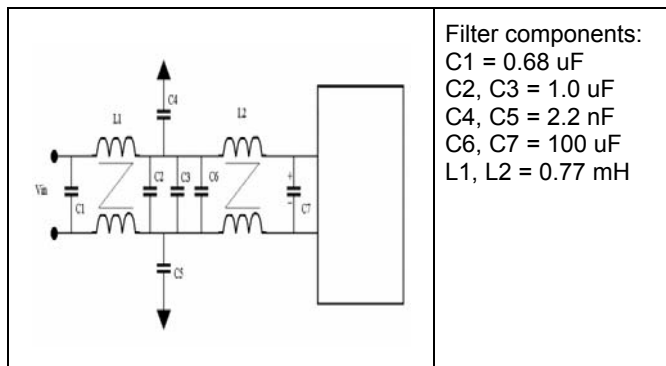 C4
L1
L2
Vin
C1
C2
C3
C6
+
−
C7
C5
Filter components:
C1 = 0.68 uF
C2, C3 = 1.0 uF
C4, C5 = 2.2 nF
C6, C7 = 100 uF
L1, L2 = 0.77 mH